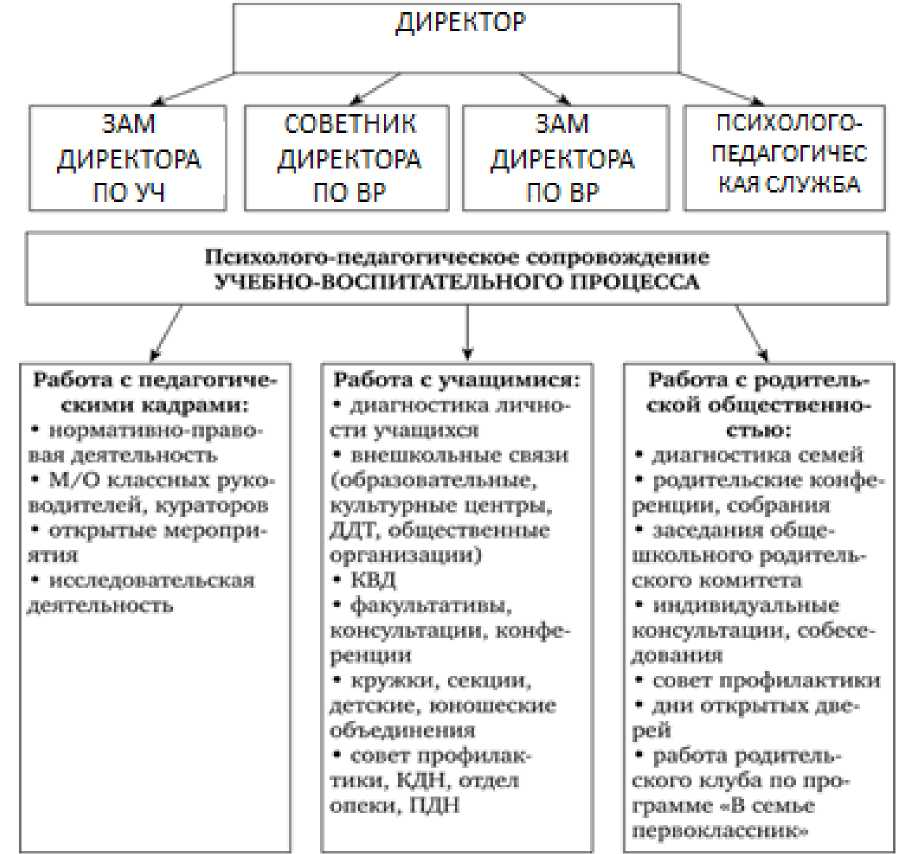 ДИРЕКТОР
ЗАМ
ДИРЕКТОРА
ПО УЧ
СОВЕТНИК
ДИРЕКТОРА
ПО ВР
ЗАМ
ДИРЕКТОРА
ПО ВР
ПСИХОЛОГО-
ПЕДАГОГИЧЕС
КАЯ СЛУЖБА
Психолого-педагогическое сопровождение
УЧЕБНО-ВОСПИТАТЕЛЬНОГО ПРОЦЕССА
Работа с педагогиче-
скими кадрами:
• нормативно-право-
вая деятельность
• М/О классных руко-
водителей, кураторов
• открытые меропри-
ятия
• исследовательская
деятельность
Работа с учащимися:
• диагностика лично-
сти учащихся
• внешкольные связи
(образовательные,
культурные центры,
ДДТ, общественные
организации)
• КВД
• факультативы,
консультации, конфе-
ренции
• кружки, секции,
детские, юношеские
объединения
• совет профилак-
тики, КДН, отдел
опеки, ПДН
Работа с родитель-
ской общественно-
стью:
• диагностика семей
• родительские конфе-
ренции, собрания
• заседания обще-
школьного родитель-
ского комитета
• индивидуальные
консультации, собесе-
дования
• совет профилактики
• дни открытых две-
рей
• работа родитель-
ского клуба по про-
грамме «В семье
первоклассник»